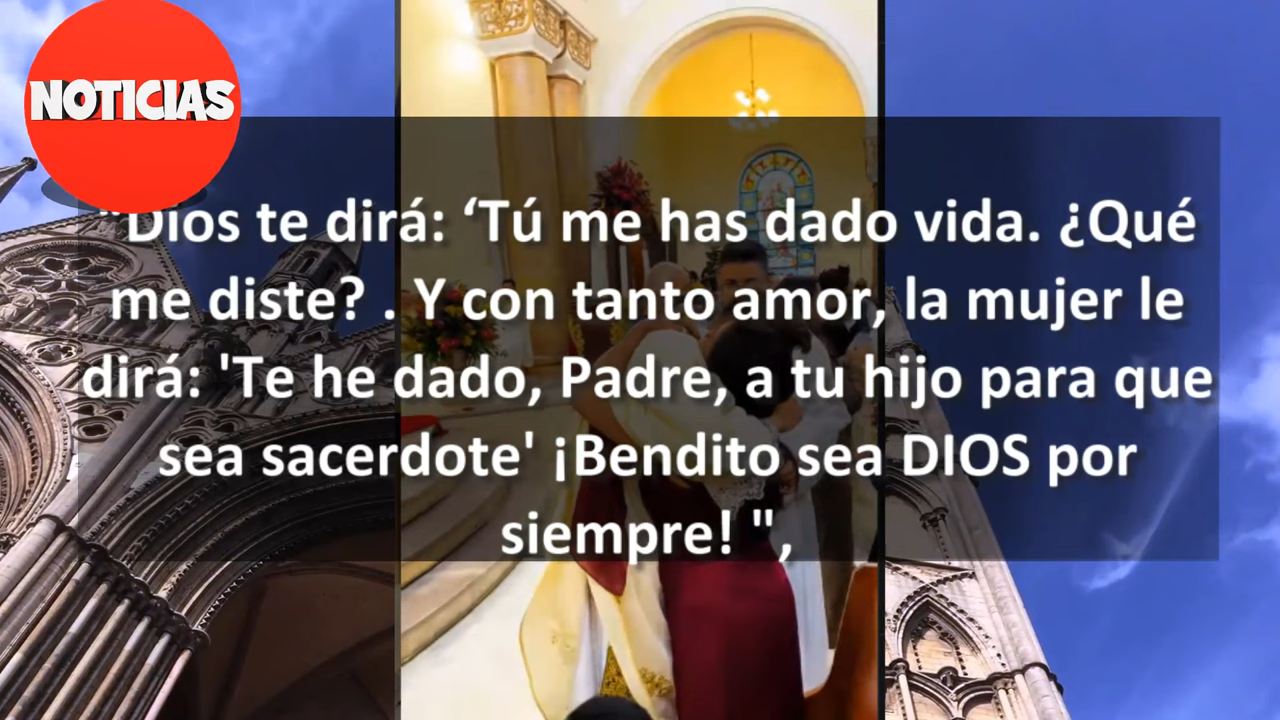 NOTICIAS
"Dios te dirá: ‘Tú me has dado vida. ¿Qué
me diste? . Y con tanto amor, la mujer le
dirá: 'Te he dado, Padre, a tu hijo para que
sea sacerdote' ¡Bendito sea DIOS por
siempre! ",